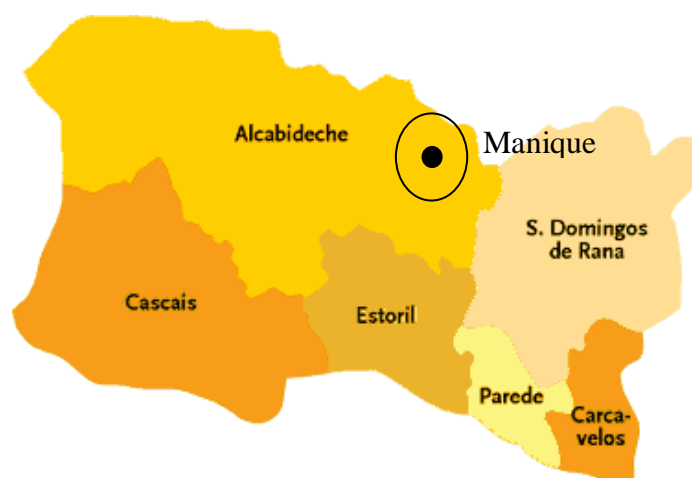 Alcabideche
Manique
S. Domingos
de Rana
Cascais
Estoril
Parede
Carca-
velos